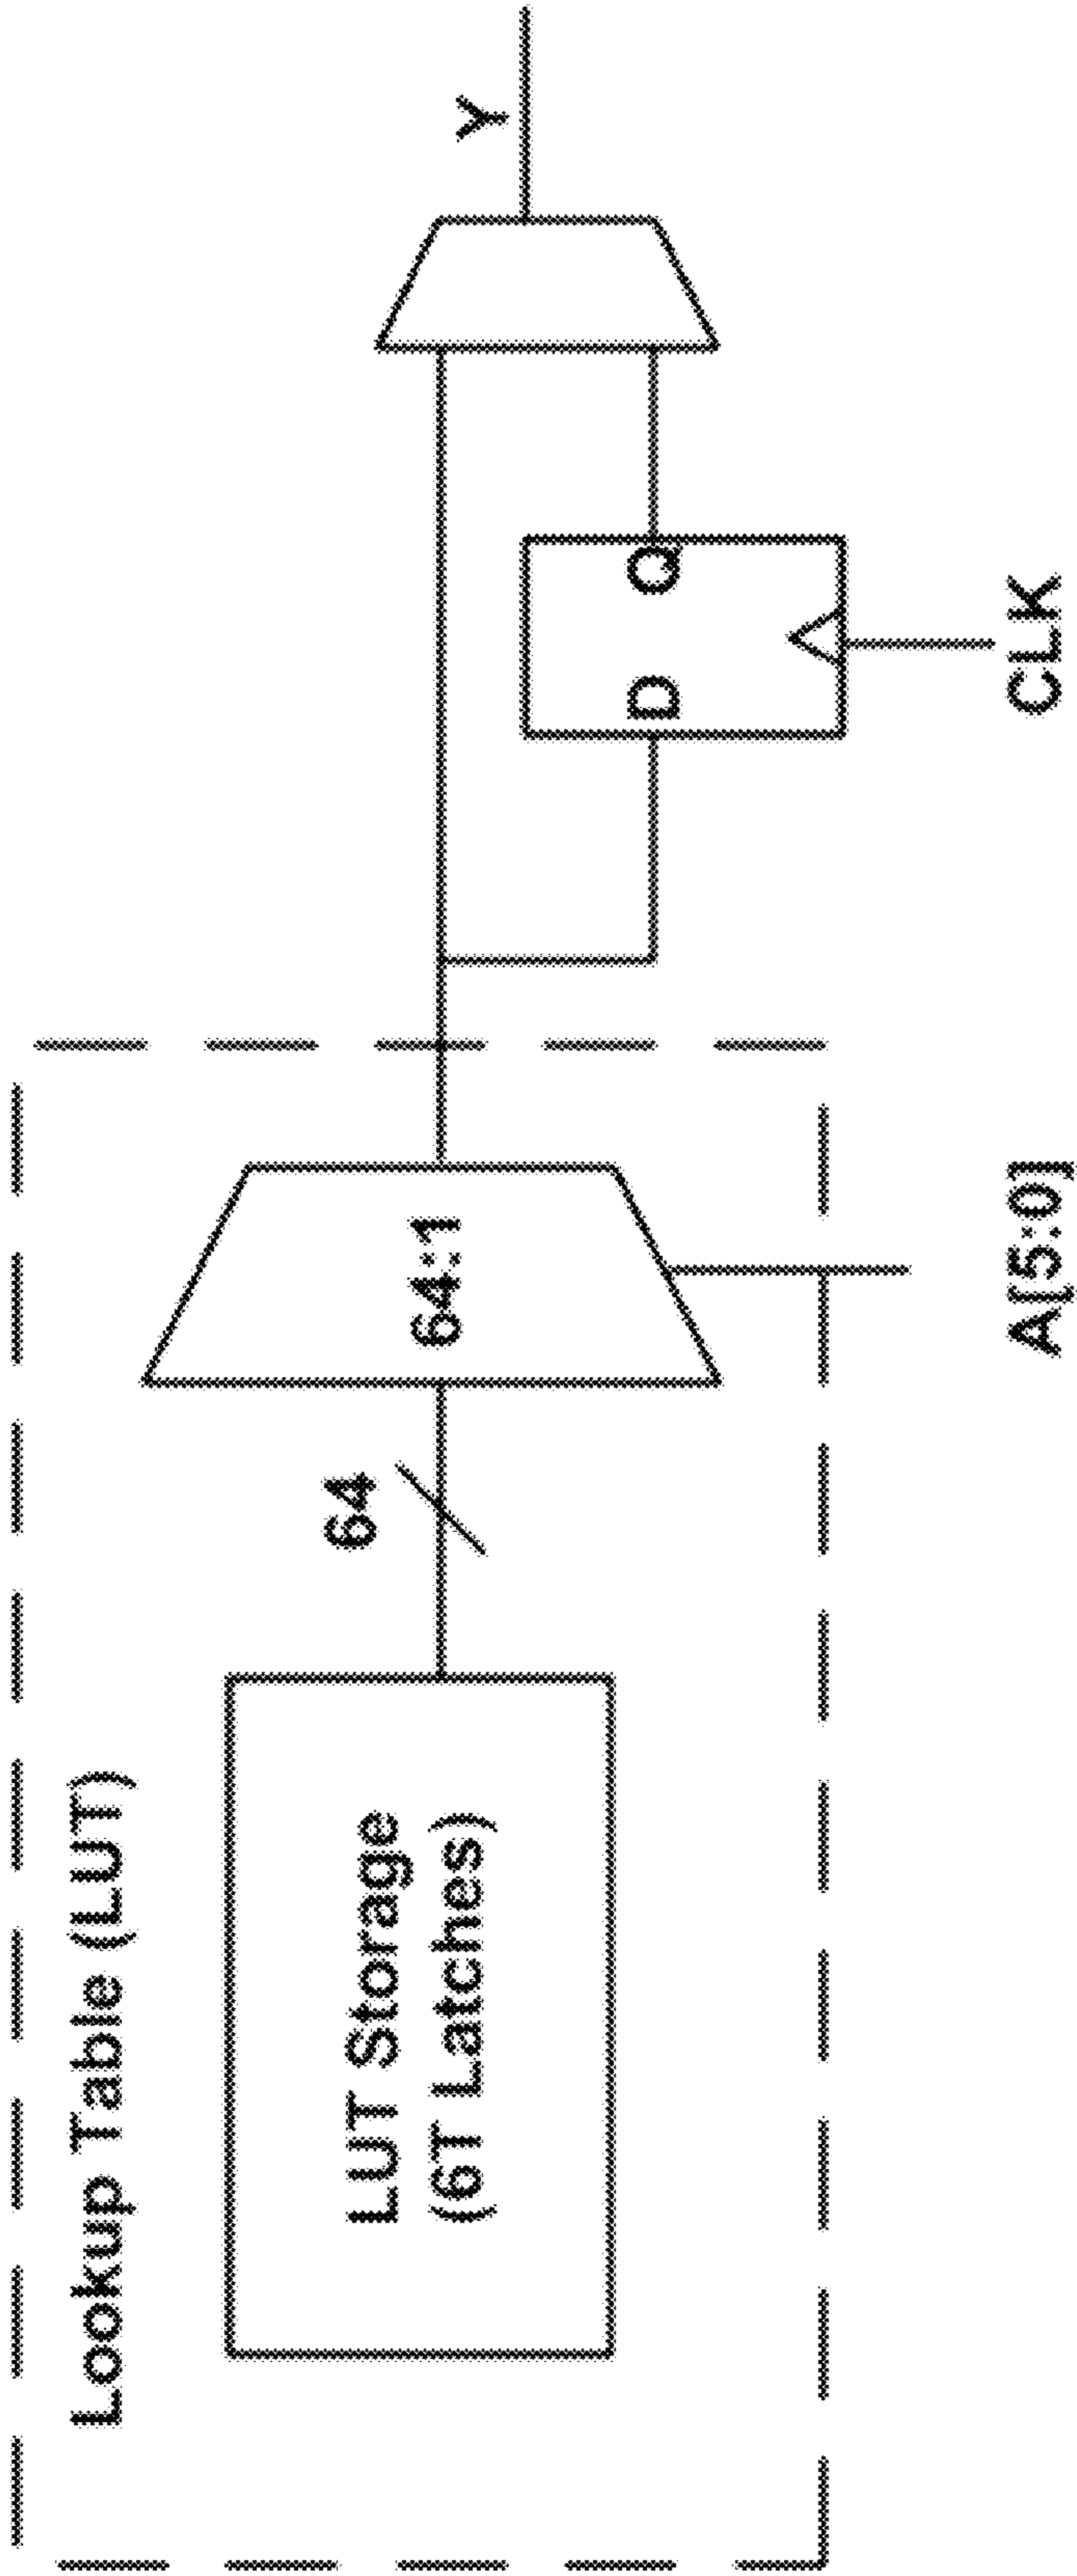 Lookup Table (LUT)
LUT Storage
(6T Latches)
64
64:1
A[5:0]
D
Q
CLK
Y